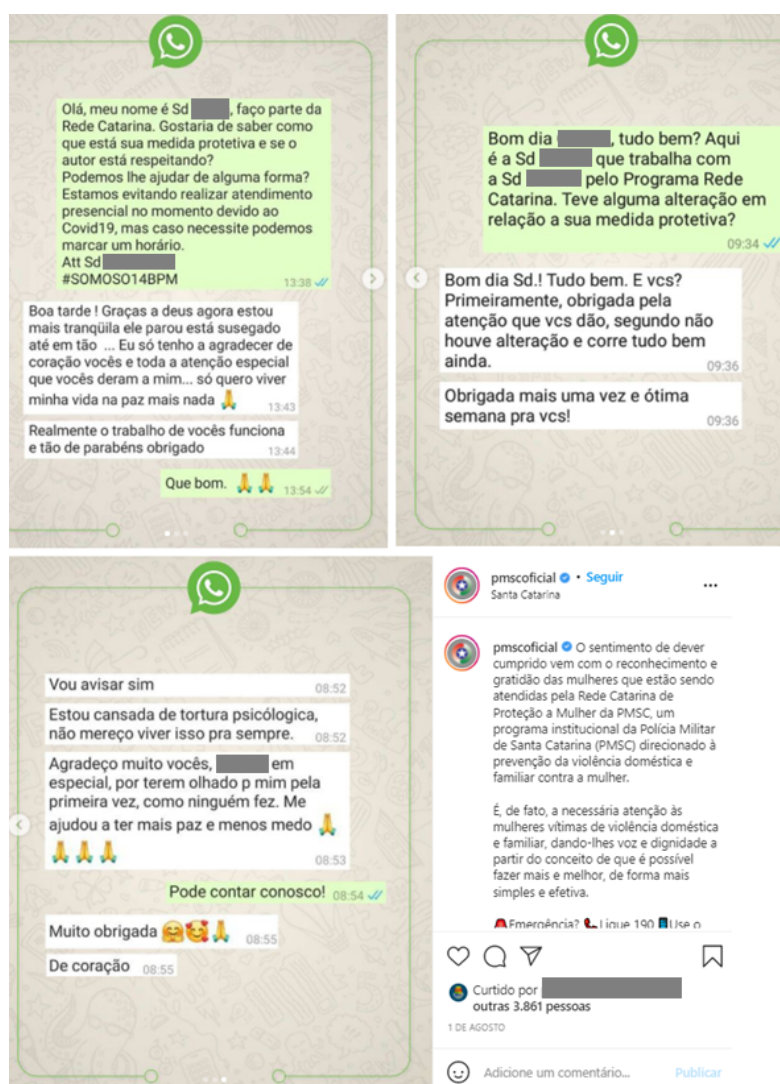 Olá, meu nome é Sd , faço parte da
Rede Catarina. Gostaria de saber como
que está sua medida protetiva e se o
autor está respeitando?
Podemos lhe ajudar de alguma forma?
Estamos evitando realizar atendimento
presencial no momento devido ao
Covid19, mas caso necessite podemos
marcar um horário.
Att Sd
#SOMOSO14BPM
13:38
Boa tarde ! Graças a deus agora estou
mais tranqüila ele parou está susegado
até em tão ... Eu só tenho a agradecer de
coração vocês e toda a atenção especial
que vocês deram a mim... só quero viver
minha vida na paz mais nada 🙏
13:43
Realmente o trabalho de vocês funciona
e tão de parabéns obrigado
13:44
Que bom. 🙏🙏 13:54
Bom dia , tudo bem? Aqui
é a Sd que trabalha com
a Sd pelo Programa Rede
Catarina. Teve alguma alteração em
relação a sua medida protetiva?
09:34
Bom dia Sd.! Tudo bem. E vcs?
Primeiramente, obrigada pela
atenção que vcs dão, segundo não
houve alteração e corre tudo bem
ainda.
09:36
Obrigada mais uma vez e ótima
semana pra vcs!
09:36
Vou avisar sim
08:52
Estou cansada de tortura psicólogica,
não mereço viver isso pra sempre. 08:52
Agradeço muito vocês, em
especial, por terem olhado p mim pela
primeira vez, como ninguém fez. Me
ajudou a ter mais paz e menos medo 🙏
🙏🙏🙏
08:53
Pode contar conosco! 08:54
Muito obrigada 🤗🥰🙏 08:55
De coração 08:55
pmscoficial • Seguir
Santa Catarina
pmscoficial O sentimento de dever
cumprido vem com o reconhecimento e
gratidão das mulheres que estão sendo
atendidas pela Rede Catarina de
Proteção a Mulher da PMSC, um
programa institucional da Polícia Militar
de Santa Catarina (PMSC) direcionado à
prevenção da violência doméstica e
familiar contra a mulher.
É, de fato, a necessária atenção às
mulheres vítimas de violência doméstica
e familiar, dando-lhes voz e dignidade a
partir do conceito de que é possível
fazer mais e melhor, de forma mais
simples e efetiva.
🚨Emergência? 📞Ligue 190 📱Use o
Curtido por
outras 3.861 pessoas
1 DE AGOSTO
Adicione um comentário... Publicar